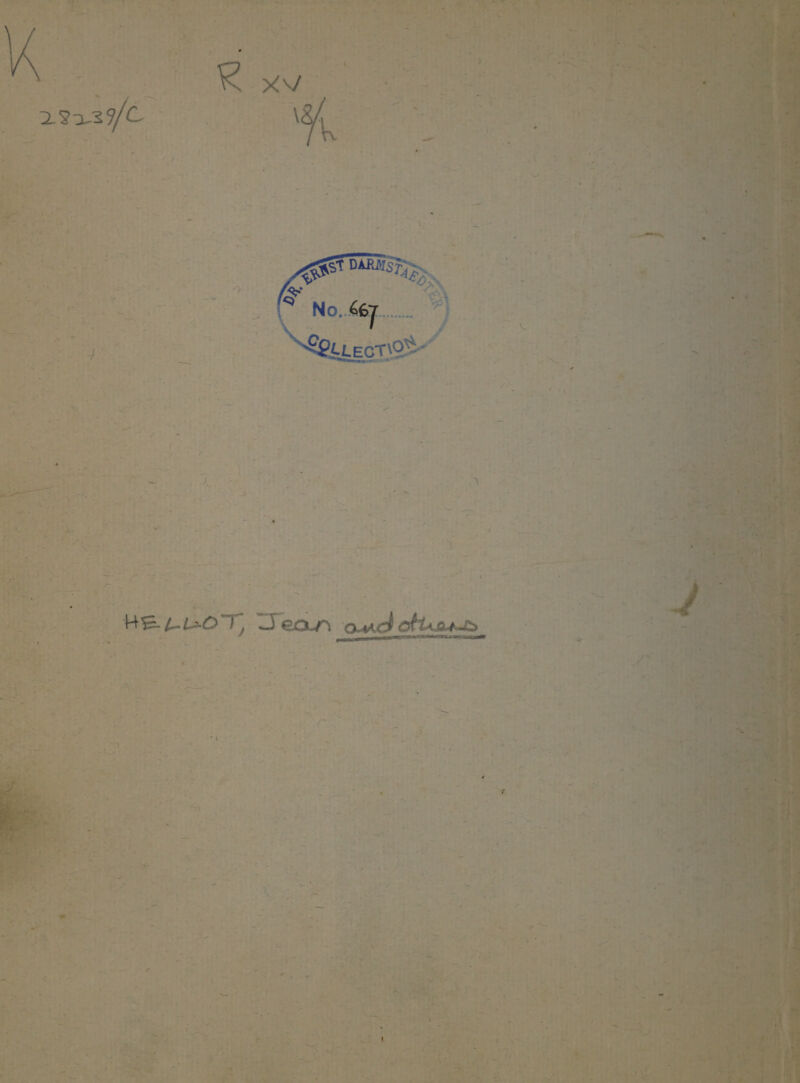 K
R xv
28239/C
18/h
DR. ERNST DARMSTAEDTER
No. 667
COLLECTION
HELLOT, Jean and others